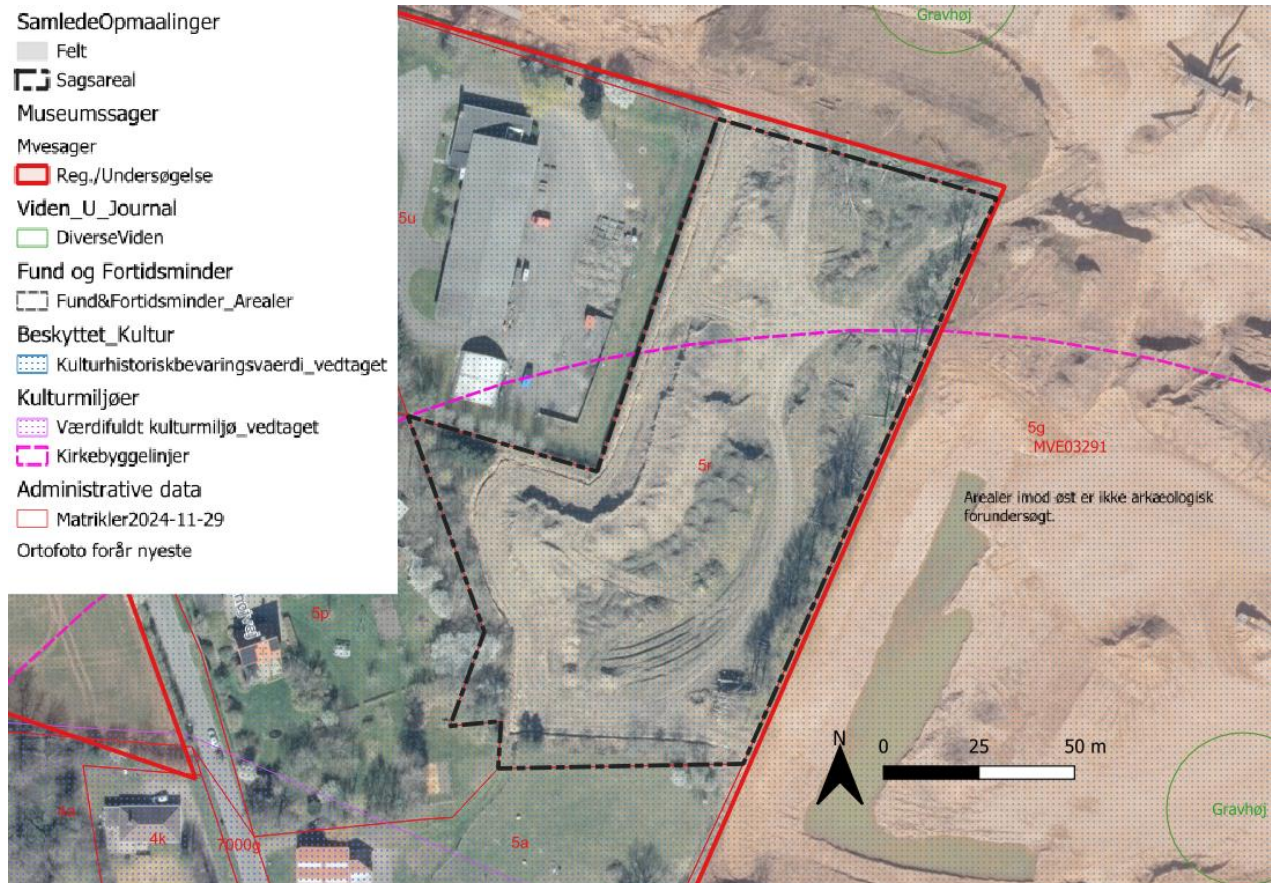 SamledeOpmaalinger
Felt
Sagsareal
Museumssager
Mvesager
Reg./Undersøgelse
Viden_U_Journal
DiverseViden
Fund og Fortidsminder
Fund&Fortidsminder_Arealer
Beskyttet_Kultur
Kulturhistoriskbevaringsvaerdi_vedtaget
Kulturmiljøer
Værdifuldt kulturmiljø_vedtaget
Kirkebyggelinjer
Administrative data
Matrikler2024-11-29
Ortofoto forår nyeste
Gravhøj
5u
5r
5g
MVE03291
Arealer imod øst er ikke arkæologisk
forundersøgt.
5p
N
0 25 50 m
Gravhøj
4k
7000g
5a